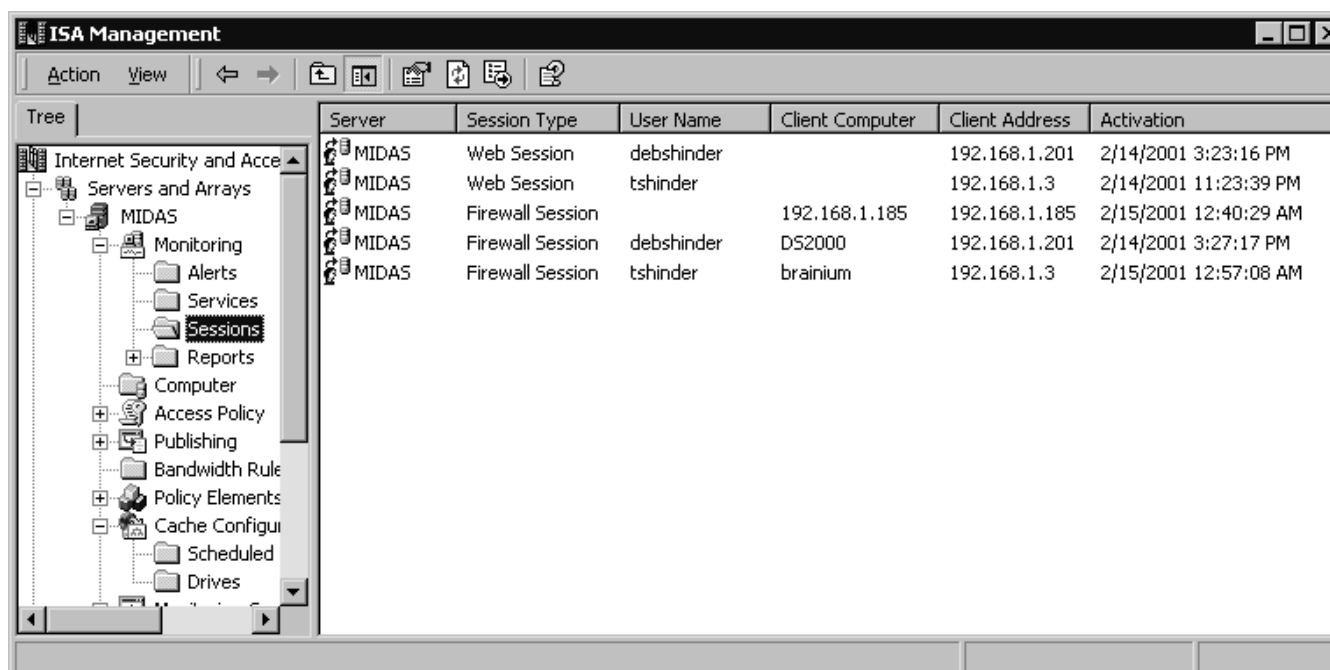 ISA Management
Action View
Tree
Internet Security and Acce
Servers and Arrays
MIDAS
Monitoring
Alerts
Services
Sessions
Reports
Computer
Access Policy
Publishing
Bandwidth Rule
Policy Elements
Cache Configur
Scheduled
Drives
Server Session Type User Name Client Computer Client Address Activation
MIDAS Web Session debshinder 192.168.1.201 2/14/2001 3:23:16 PM
MIDAS Web Session tshinder 192.168.1.3 2/14/2001 11:23:39 PM
MIDAS Firewall Session 192.168.1.185 192.168.1.185 2/15/2001 12:40:29 AM
MIDAS Firewall Session debshinder DS2000 192.168.1.201 2/14/2001 3:27:17 PM
MIDAS Firewall Session tshinder brainium 192.168.1.3 2/15/2001 12:57:08 AM